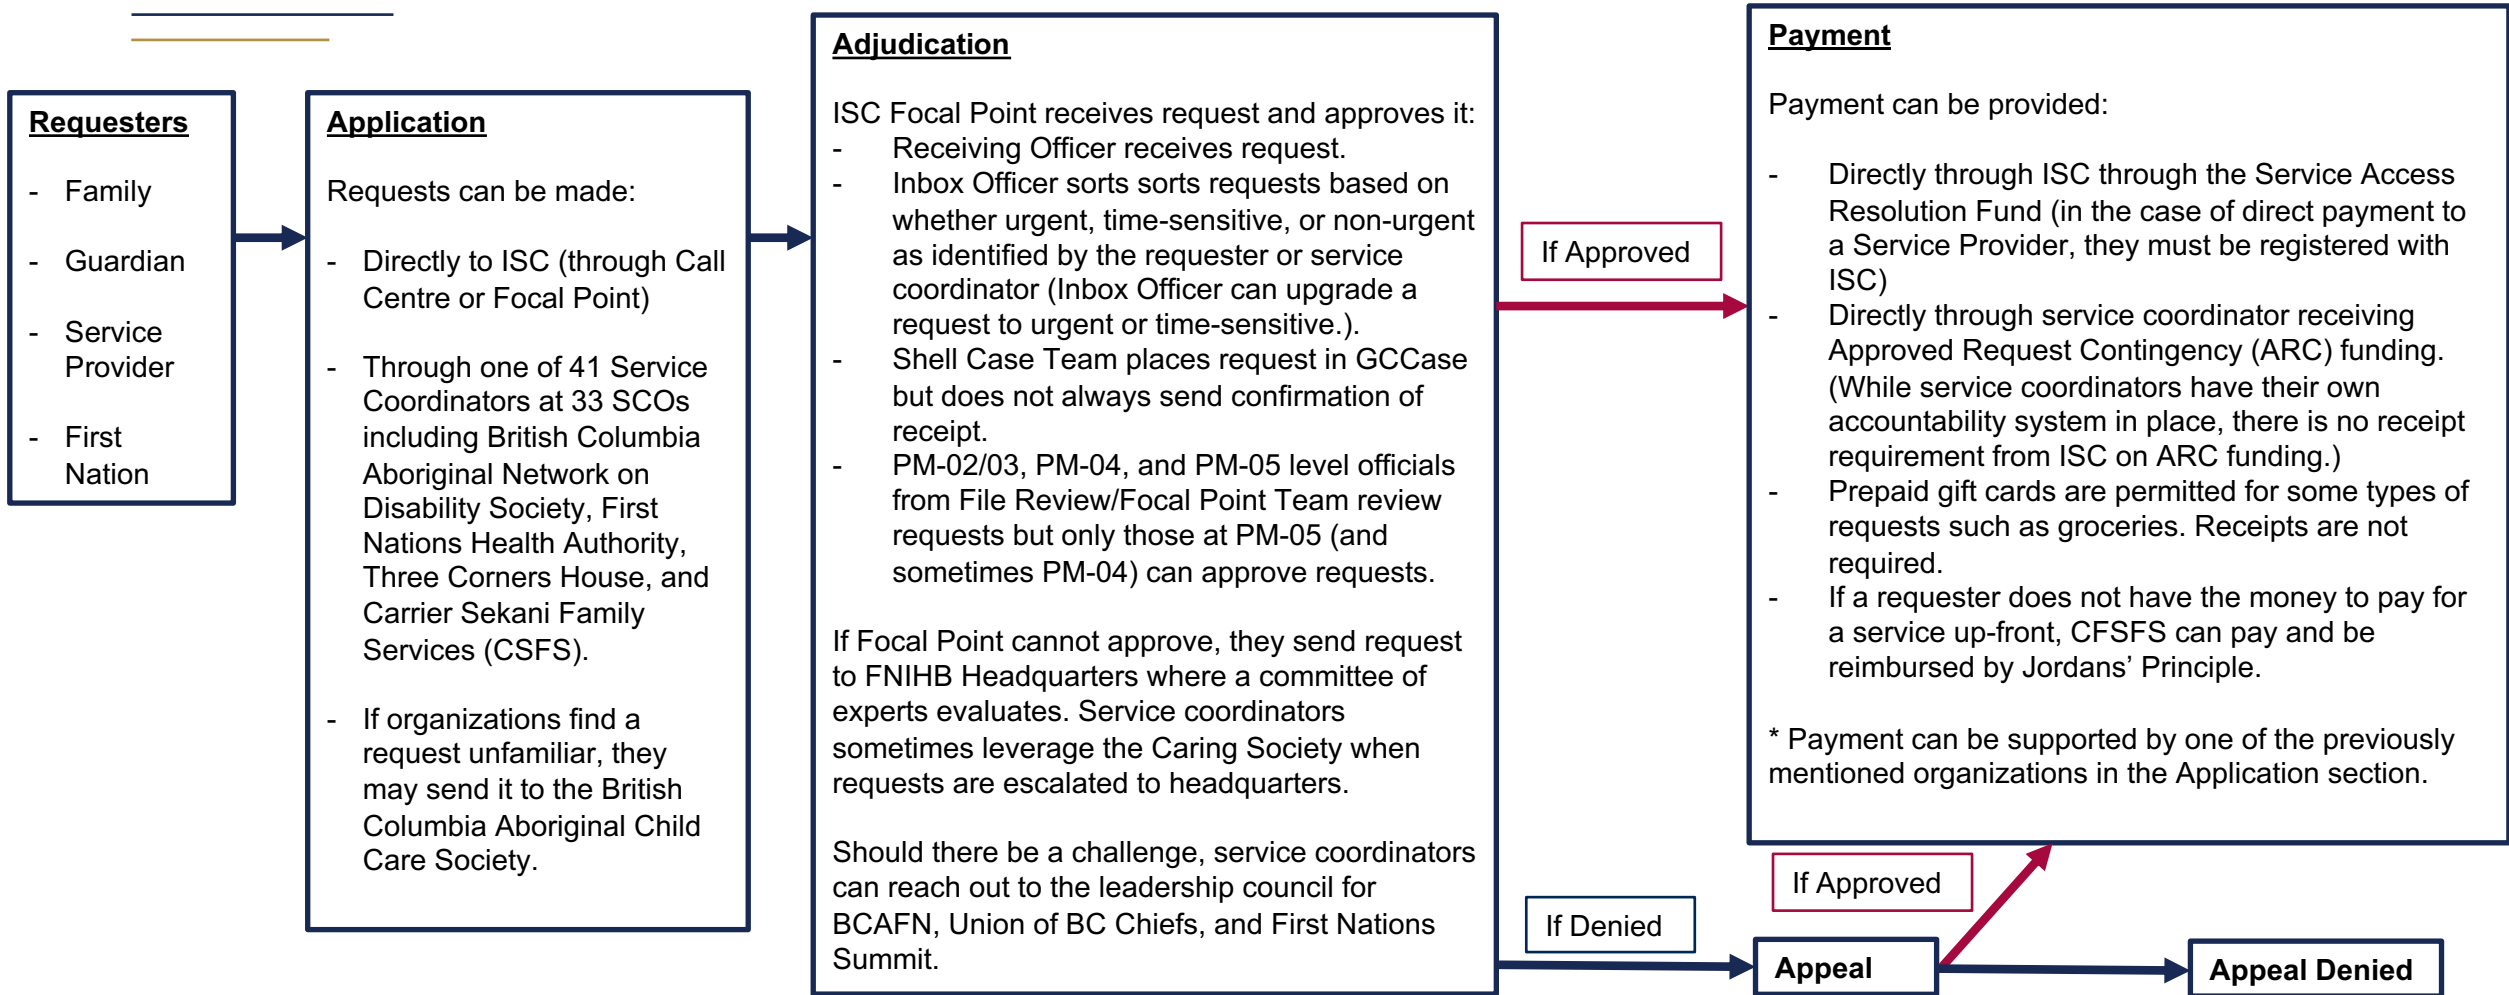 Requesters
- Family
- Guardian
- Service
Provider
- First
Nation
Application
Requests can be made:
- Directly to ISC (through Call
Centre or Focal Point)
- Through one of 41 Service
Coordinators at 33 SCOs
including British Columbia
Aboriginal Network on
Disability Society, First
Nations Health Authority,
Three Corners House, and
Carrier Sekani Family
Services (CSFS).
- If organizations find a
request unfamiliar, they
may send it to the British
Columbia Aboriginal Child
Care Society.
Adjudication
ISC Focal Point receives request and approves it:
- Receiving Officer receives request.
- Inbox Officer sorts sorts requests based on
whether urgent, time-sensitive, or non-urgent
as identified by the requester or service
coordinator (Inbox Officer can upgrade a
request to urgent or time-sensitive.).
- Shell Case Team places request in GCCase
but does not always send confirmation of
receipt.
- PM-02/03, PM-04, and PM-05 level officials
from File Review/Focal Point Team review
requests but only those at PM-05 (and
sometimes PM-04) can approve requests.
If Focal Point cannot approve, they send request
to FNIHB Headquarters where a committee of
experts evaluates. Service coordinators
sometimes leverage the Caring Society when
requests are escalated to headquarters.
Should there be a challenge, service coordinators
can reach out to the leadership council for
BCAFN, Union of BC Chiefs, and First Nations
Summit.
If Approved
Payment
Payment can be provided:
- Directly through ISC through the Service Access
Resolution Fund (in the case of direct payment to
a Service Provider, they must be registered with
ISC)
- Directly through service coordinator receiving
Approved Request Contingency (ARC) funding.
(While service coordinators have their own
accountability system in place, there is no receipt
requirement from ISC on ARC funding.)
- Prepaid gift cards are permitted for some types of
requests such as groceries. Receipts are not
required.
- If a requester does not have the money to pay for
a service up-front, CFSFS can pay and be
reimbursed by Jordans’ Principle.
* Payment can be supported by one of the previously
mentioned organizations in the Application section.
If Denied
Appeal
If Approved
Appeal Denied